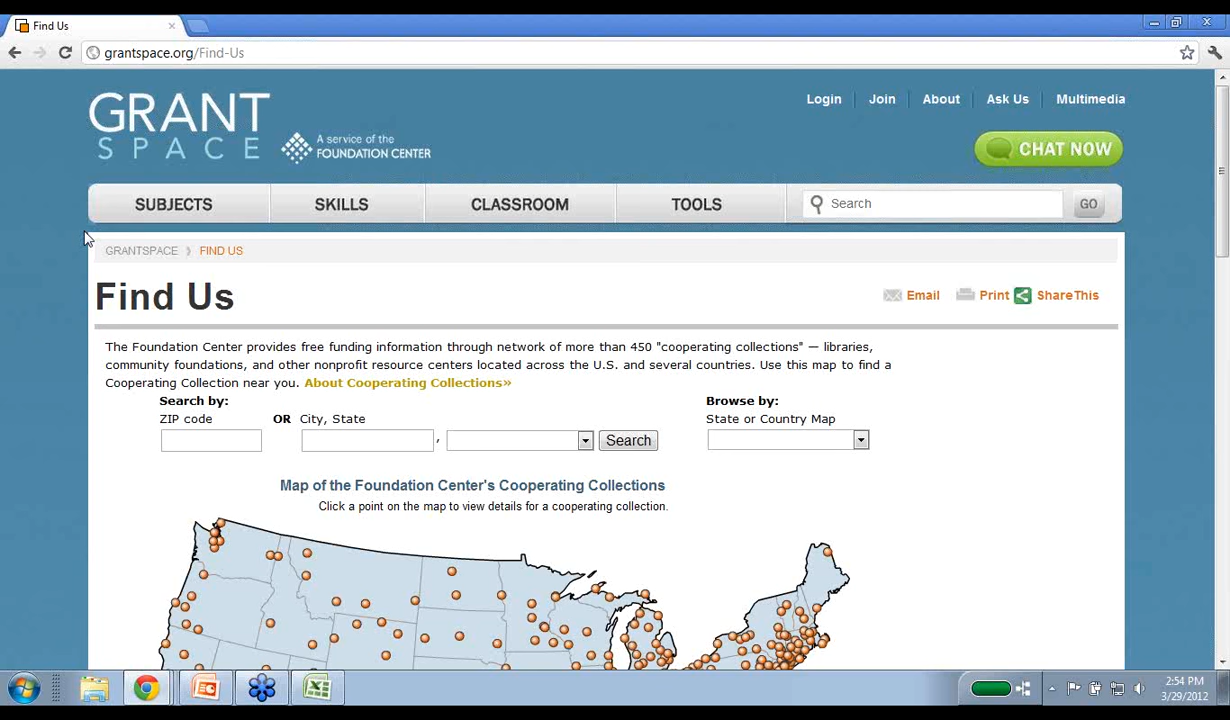 Find Us
grantspace.org/Find-Us
Login
Join
About
Ask Us
Multimedia
GRANT
SPACE
A service of the
FOUNDATION CENTER
CHAT NOW
SUBJECTS
SKILLS
CLASSROOM
TOOLS
Search
GO
GRANTSPACE
FIND US
Find Us
Email
Print
ShareThis
The Foundation Center provides free funding information through network of more than 450 "cooperating collections" — libraries,
community foundations, and other nonprofit resource centers located across the U.S. and several countries. Use this map to find a
Cooperating Collection near you. About Cooperating Collections»
Search by:
Browse by:
ZIP code
OR City, State
State or Country Map
,
Search
Map of the Foundation Center's Cooperating Collections
Click a point on the map to view details for a cooperating collection.
2:54 PM
3/29/2012